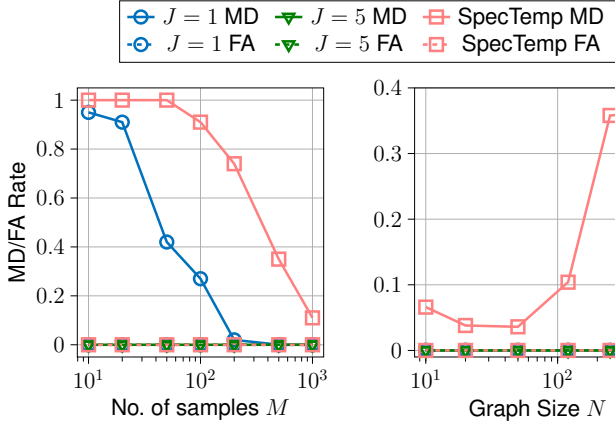 J = 1 MD J = 5 MD SpecTemp MD
J = 1 FA J = 5 FA SpecTemp FA
MD/FA Rate
1
0.8
0.6
0.4
0.2
0
10^1 10^2 10^3
No. of samples M
0.4
0.3
0.2
0.1
0
10^1 10^2
Graph Size N